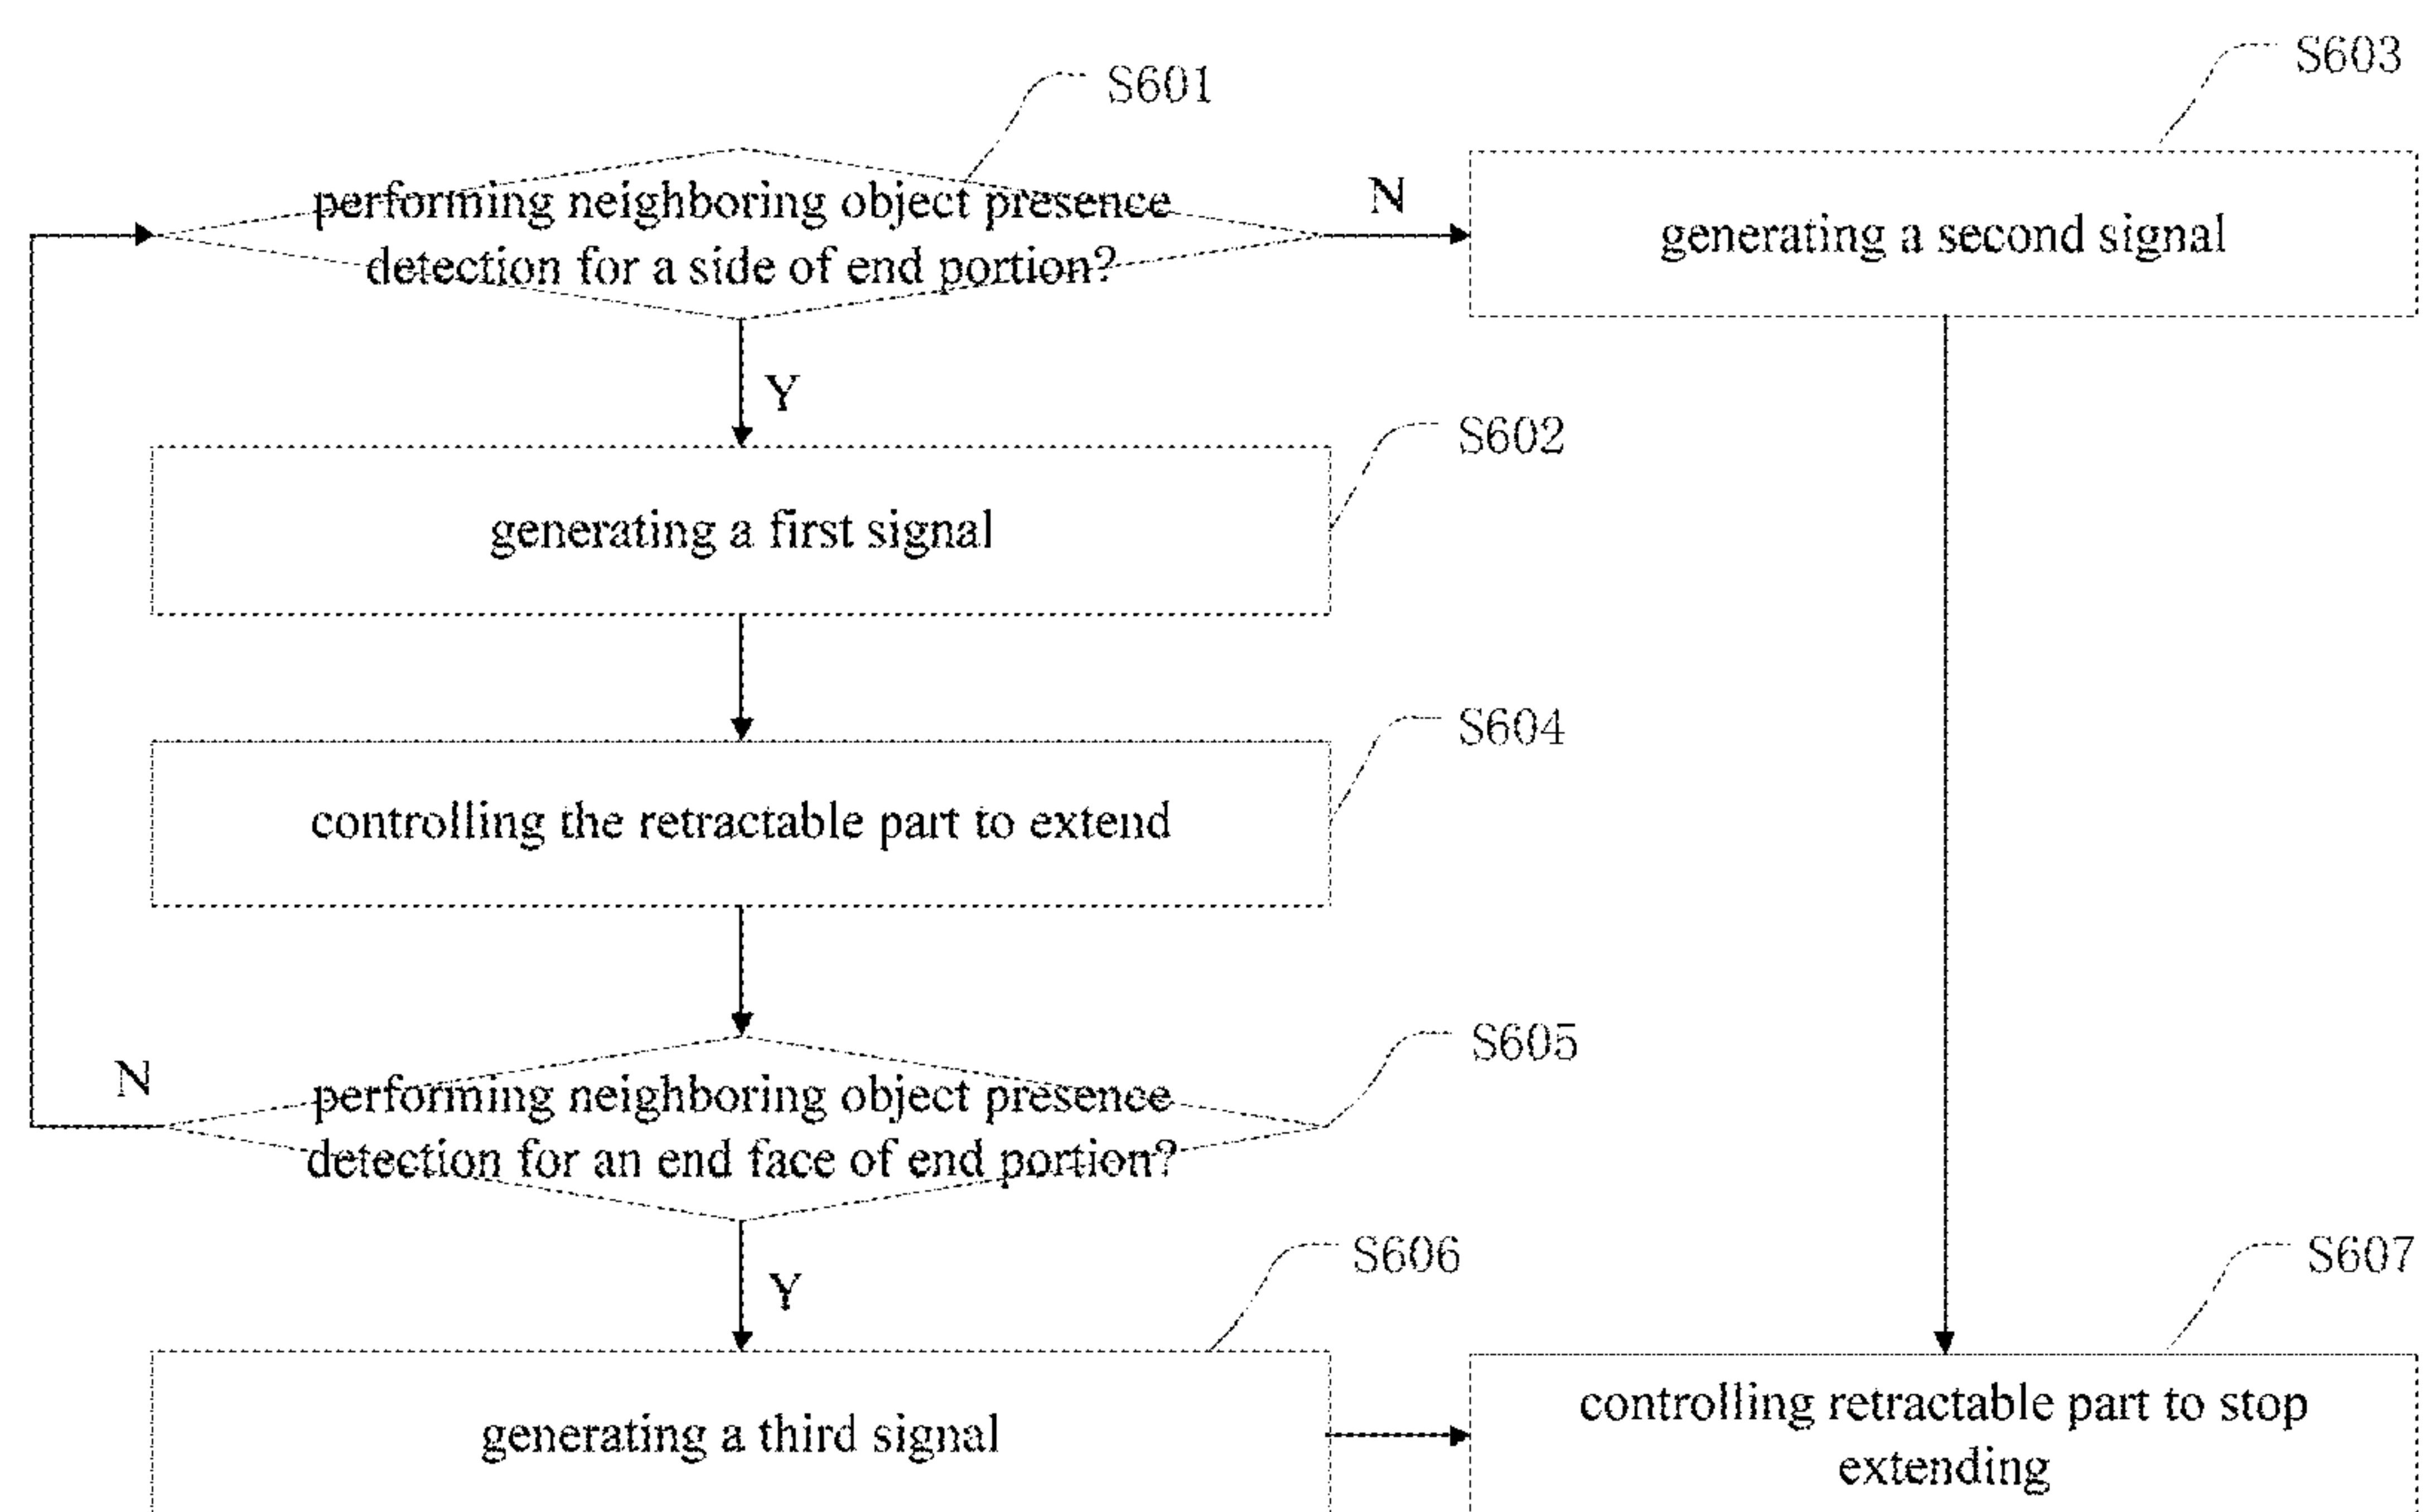 S601
S603
performing neighboring object presence
detection for a side of end portion?
N
generating a second signal
Y
S602
generating a first signal
S604
controlling the retractable part to extend
S605
N
performing neighboring object presence
detection for an end face of end portion?
Y
S606
S607
generating a third signal
controlling retractable part to stop
extending